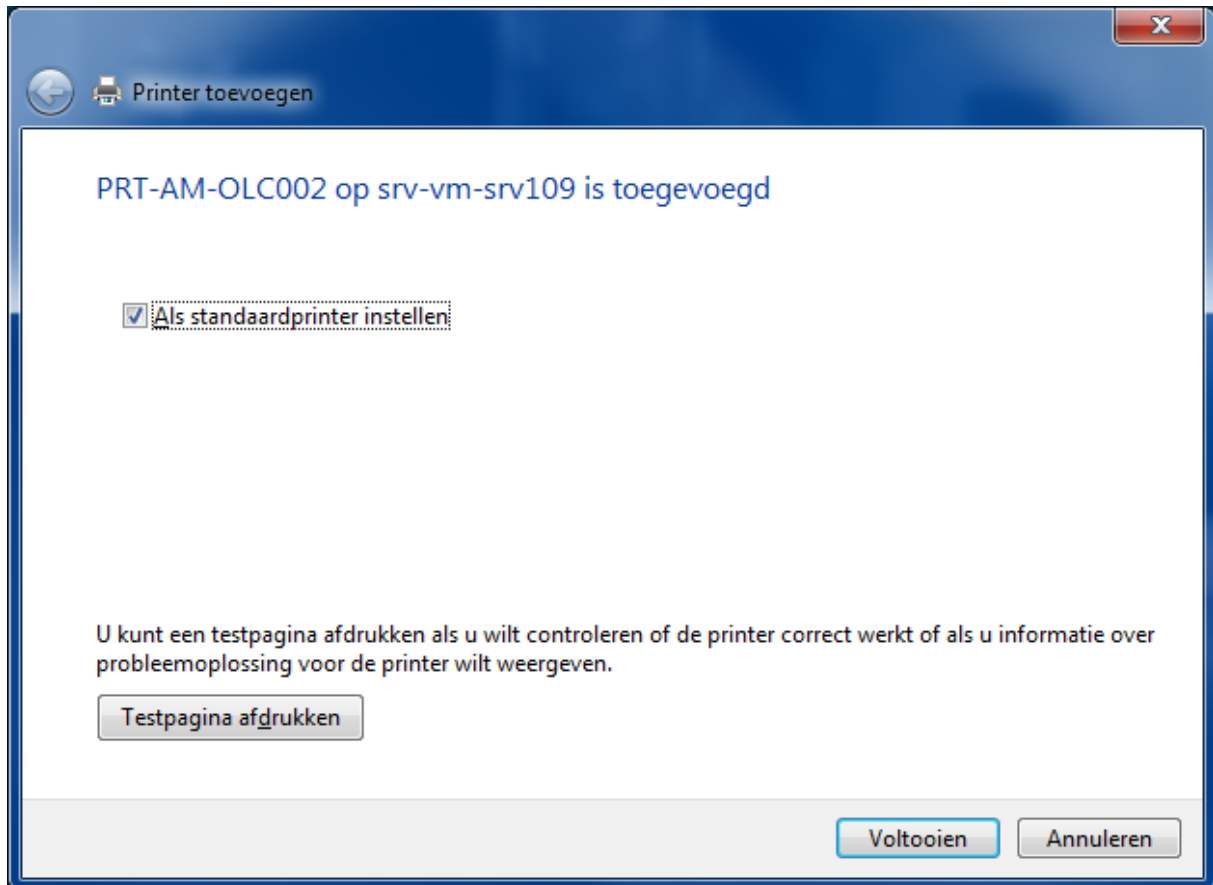 Printer toevoegen
PRT-AM-OLC002 op srv-vm-srv109 is toegevoegd
Als standaardprinter instellen
U kunt een testpagina afdrukken als u wilt controleren of de printer correct werkt of als u informatie over
probleemoplossing voor de printer wilt weergeven.
Testpagina afdrukken
Voltooien
Annuleren